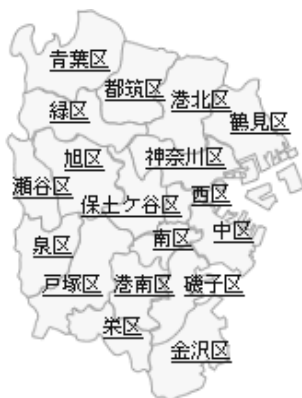 青葉区
都筑区
港北区
緑区
鶴見区
旭区
神奈川区
瀬谷区
保土ケ谷区
西区
泉区
南区
中区
戸塚区
港南区
磯子区
栄区
金沢区